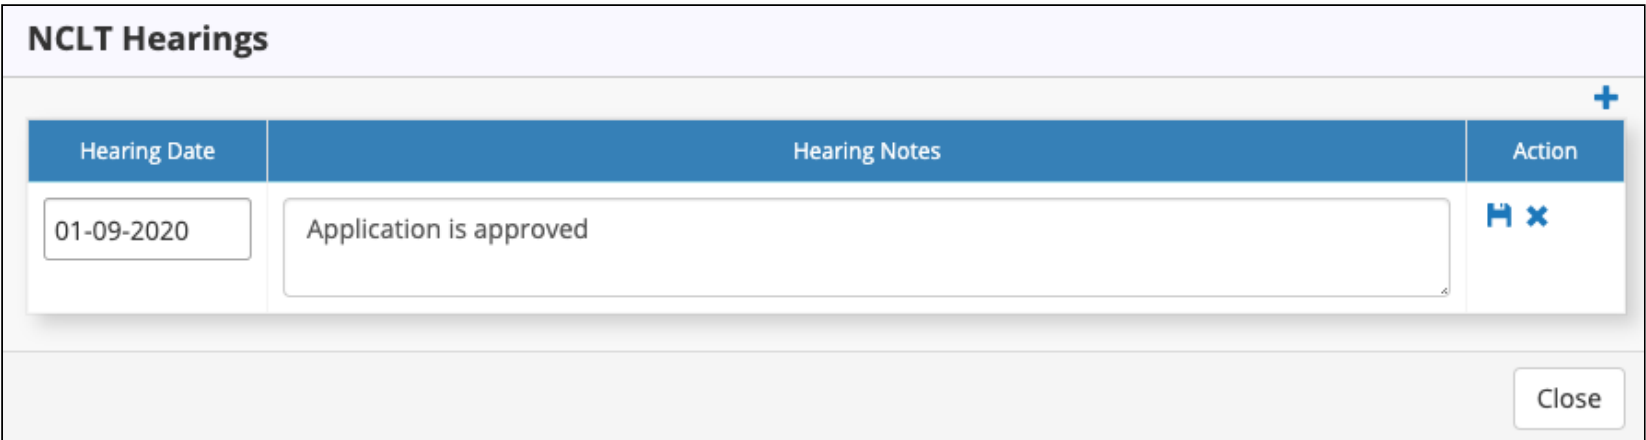 NCLT Hearings
Hearing Date Hearing Notes Action
01-09-2020 Application is approved
Close